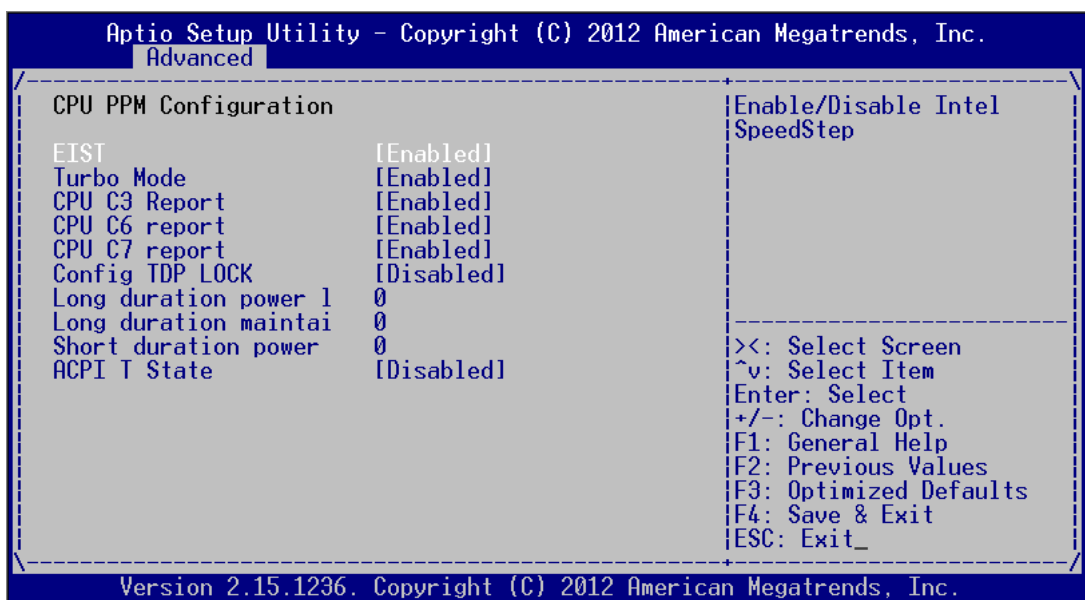 Aptio Setup Utility - Copyright (C) 2012 American Megatrends, Inc.
Advanced
CPU PPM Configuration
EIST [Enabled]
Turbo Mode [Enabled]
CPU C3 Report [Enabled]
CPU C6 report [Enabled]
CPU C7 report [Enabled]
Config TDP LOCK [Disabled]
Long duration power l 0
Long duration maintai 0
Short duration power 0
ACPI T State [Disabled]
Enable/Disable Intel
SpeedStep
><: Select Screen
^v: Select Item
Enter: Select
+/-: Change Opt.
F1: General Help
F2: Previous Values
F3: Optimized Defaults
F4: Save & Exit
ESC: Exit_
Version 2.15.1236. Copyright (C) 2012 American Megatrends, Inc.